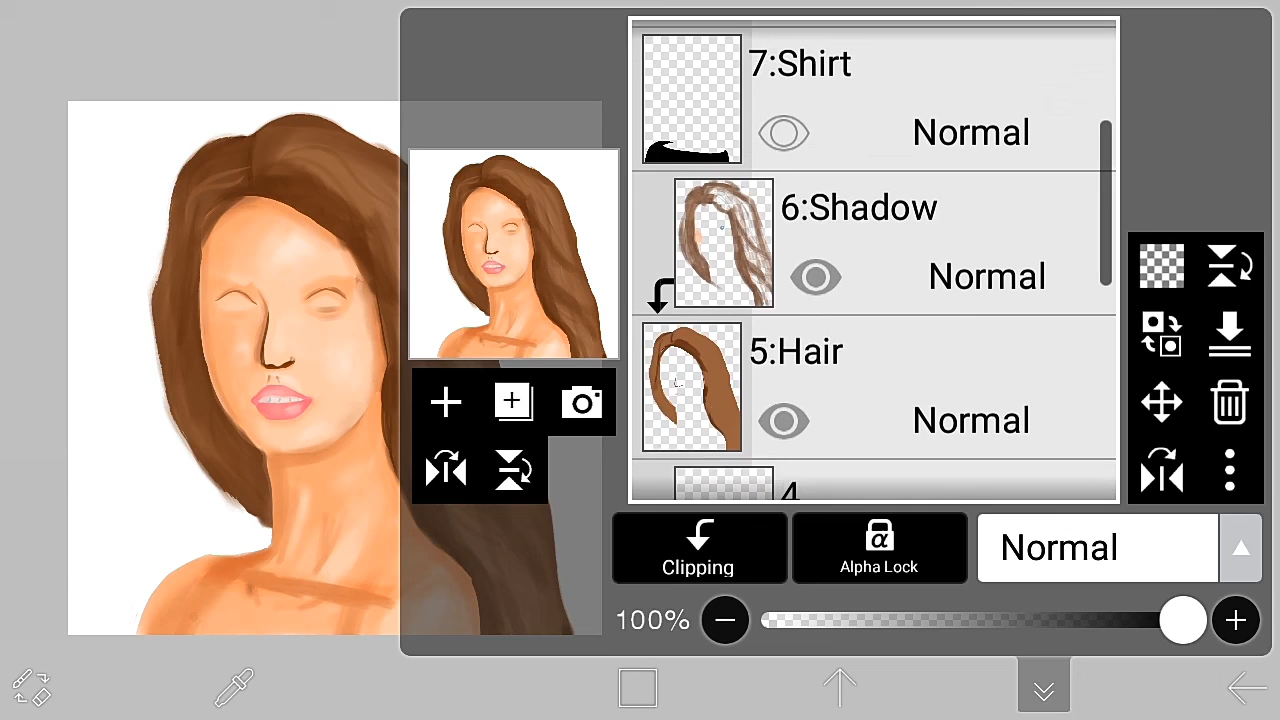 7:Shirt
Normal
6:Shadow
Normal
5:Hair
Normal
4
Clipping
α
Alpha Lock
Normal
100%